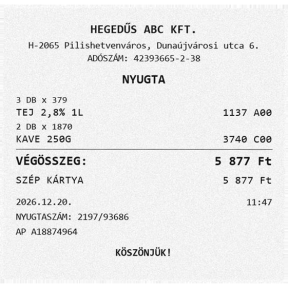 HEGEDŰS ABC KFT.
H-2065 Pilishetvenváros, Dunaújvárosi utca 6.
ADÓSZÁM: 42393665-2-38
NYUGTA
3 DB x 379
TEJ 2,8% 1L 1137 A00
2 DB x 1870
KAVE 250G 3740 C00
VÉGÖSSZEG: 5 877 Ft
SZÉP KÁRTYA 5 877 Ft
2026.12.20. 11:47
NYUGTASZÁM: 2197/93686
AP A18874964
KÖSZÖNJÜK!